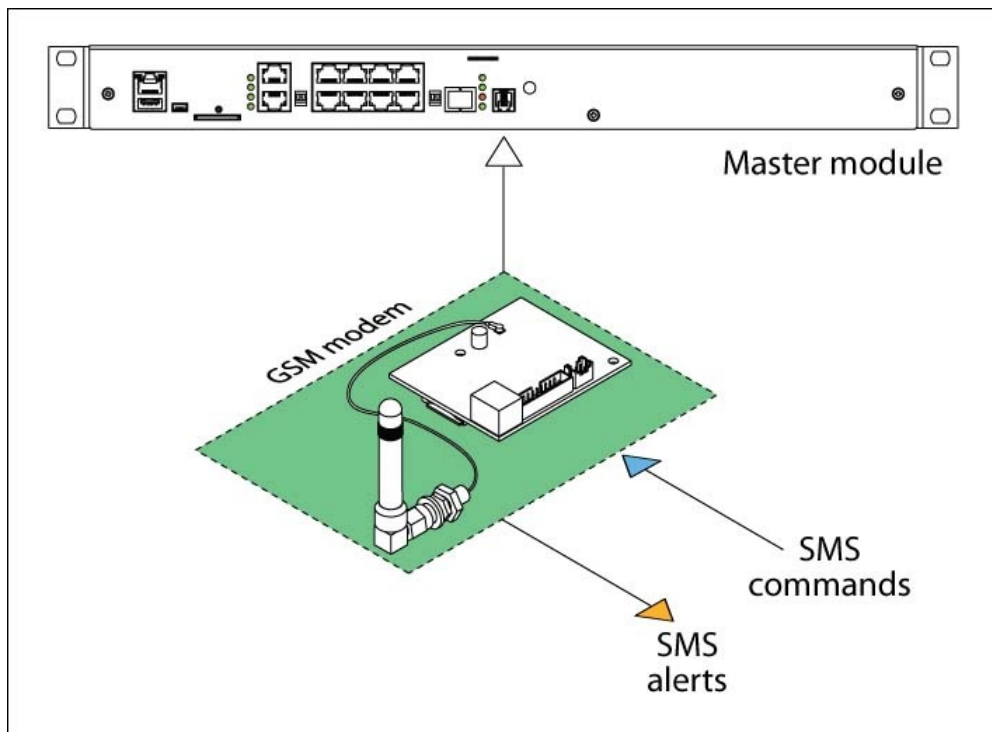 Master module
GSM modem
SMS
commands
SMS
alerts